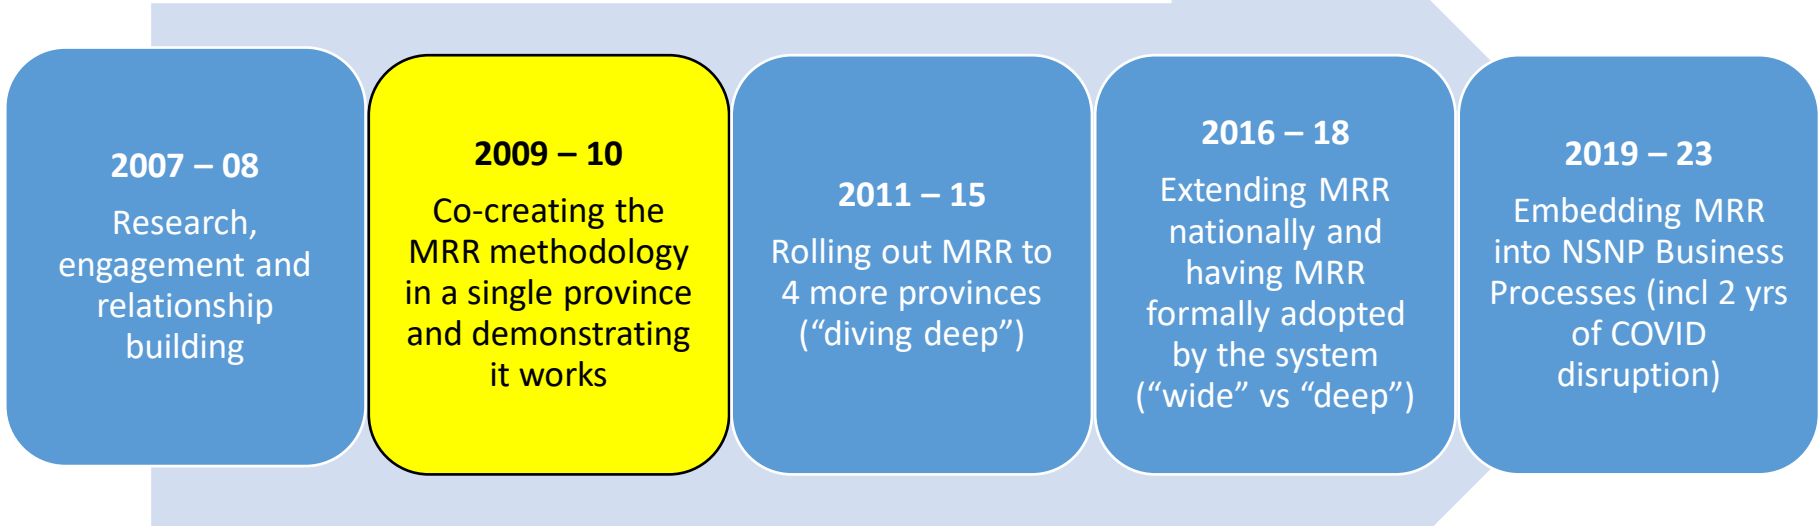 2007 – 08
Research,
engagement and
relationship
building
2009 – 10
Co-creating the
MRR methodology
in a single province
and demonstrating
it works
2011 – 15
Rolling out MRR to
4 more provinces
(“diving deep”)
2016 – 18
Extending MRR
nationally and
having MRR
formally adopted
by the system
(“wide” vs “deep”)
2019 – 23
Embedding MRR
into NSNP Business
Processes (incl 2 yrs
of COVID
disruption)